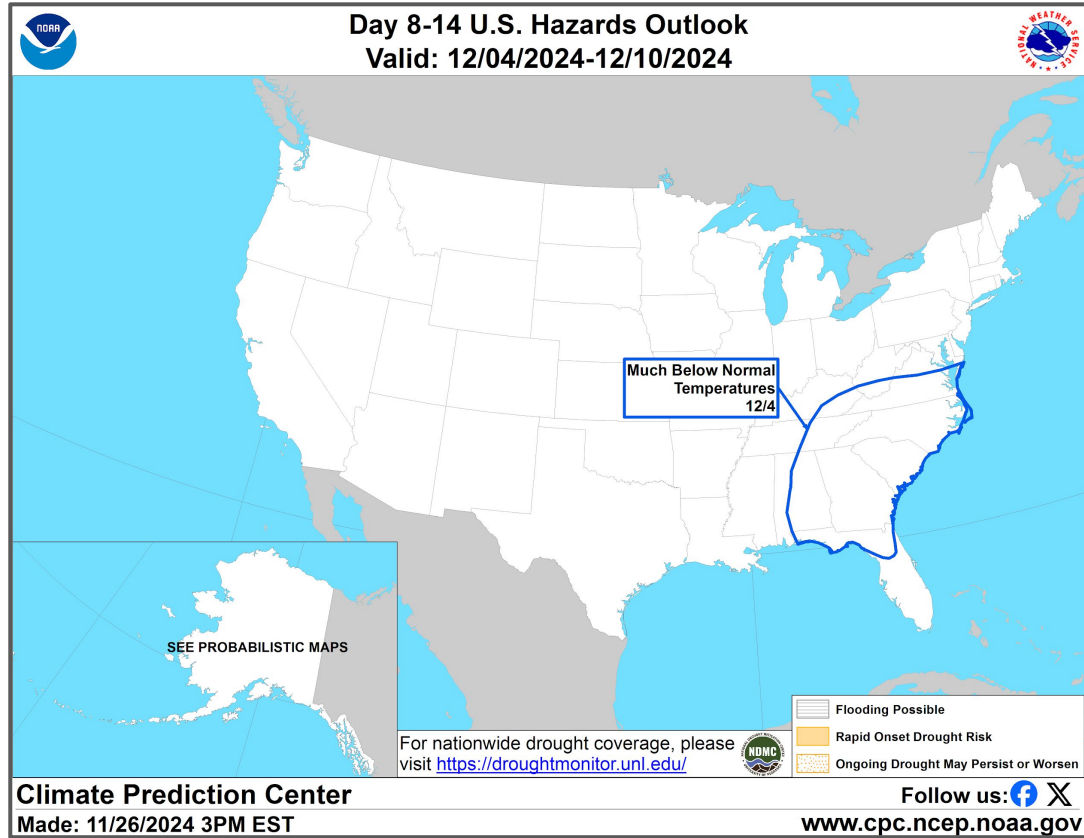 NOAA
Day 8-14 U.S. Hazards Outlook
Valid: 12/04/2024-12/10/2024
NATIONAL WEATHER SERVICE
Much Below Normal
Temperatures
12/4
SEE PROBABILISTIC MAPS
For nationwide drought coverage, please
visit https://droughtmonitor.unl.edu/
NDMC
Flooding Possible
Rapid Onset Drought Risk
Ongoing Drought May Persist or Worsen
Climate Prediction Center
Follow us:
Made: 11/26/2024 3PM EST
www.cpc.ncep.noaa.gov